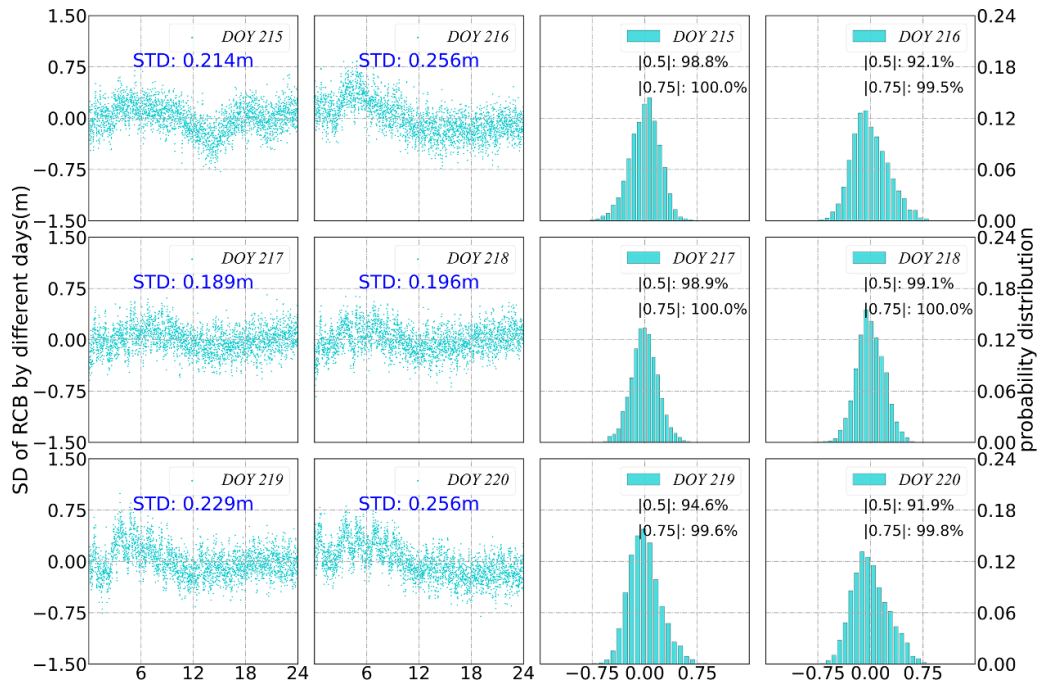 1.50
0.75
0.00
−0.75
−1.50
DOY 215
STD: 0.214m
DOY 216
STD: 0.256m
DOY 215
|0.5|: 98.8%
|0.75|: 100.0%
DOY 216
|0.5|: 92.1%
|0.75|: 99.5%
0.24
0.18
0.12
0.06
0.00
1.50
0.75
0.00
−0.75
−1.50
DOY 217
STD: 0.189m
DOY 218
STD: 0.196m
DOY 217
|0.5|: 98.9%
|0.75|: 100.0%
DOY 218
|0.5|: 99.1%
|0.75|: 100.0%
0.24
0.18
0.12
0.06
0.00
1.50
0.75
0.00
−0.75
−1.50
DOY 219
STD: 0.229m
DOY 220
STD: 0.256m
DOY 219
|0.5|: 94.6%
|0.75|: 99.6%
DOY 220
|0.5|: 91.9%
|0.75|: 99.8%
0.24
0.18
0.12
0.06
0.00
6 12 18 24
6 12 18 24
−0.75 0.00 0.75
−0.75 0.00 0.75
SD of RCB by different days(m)
probability distribution